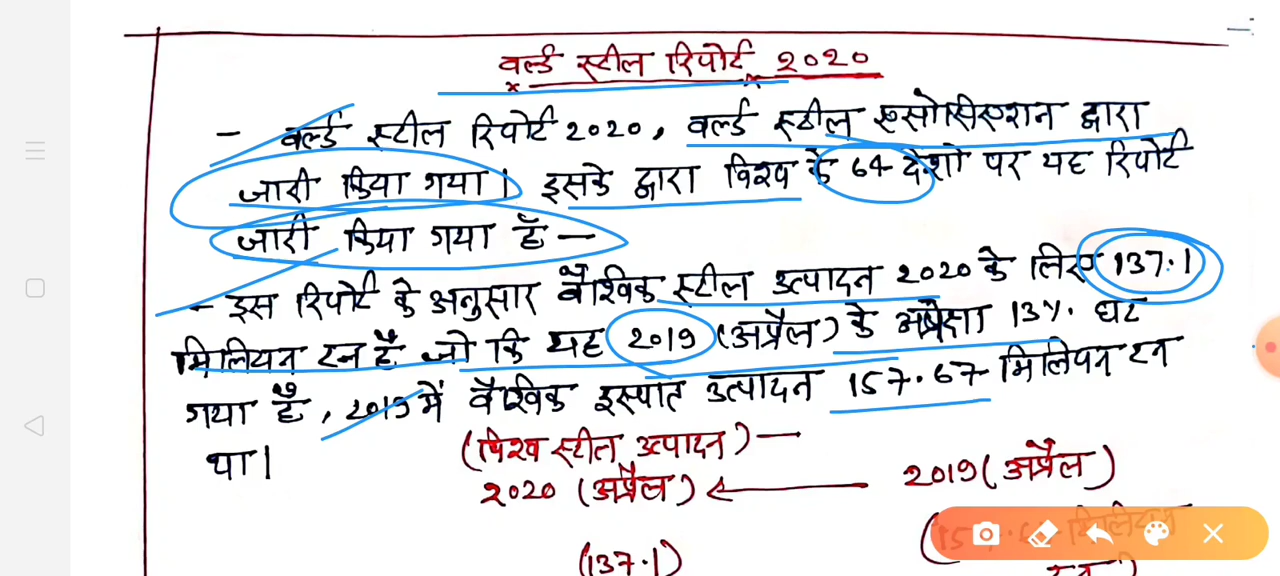 वर्ल्ड स्टील रिपोर्ट 2020
- वर्ल्ड स्टील रिपोर्ट 2020, वर्ल्ड स्टील एसोसिएशन द्वारा
जारी किया गया। इसके द्वारा विश्व के 64 देशो पर यह रिपोर्ट
जारी किया गया है —
- इस रिपोर्ट के अनुसार वैश्विक स्टील उत्पादन 2020 के लिए 137.1
मिलियन टन है जो कि यह 2019 (अप्रैल) के अपेक्षा 13% घट
गया है, 2019 में वैश्विक इस्पात उत्पादन 157.67 मिलियन टन
था।
(विश्व स्टील उत्पादन) —
2020 (अप्रैल) ← 2019 (अप्रैल)
(137.1)